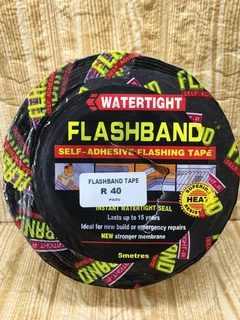 WATERTIGHT
FLASHBAND
SELF-ADHESIVE FLASHING TAPE
FLASHBAND TAPE
R 40
SUPERIOR
HEAT
RESIST
INSTANT WATERTIGHT SEAL
Lasts up to 15 years
Ideal for new build or emergency repairs
NEW stronger membrane
5metres